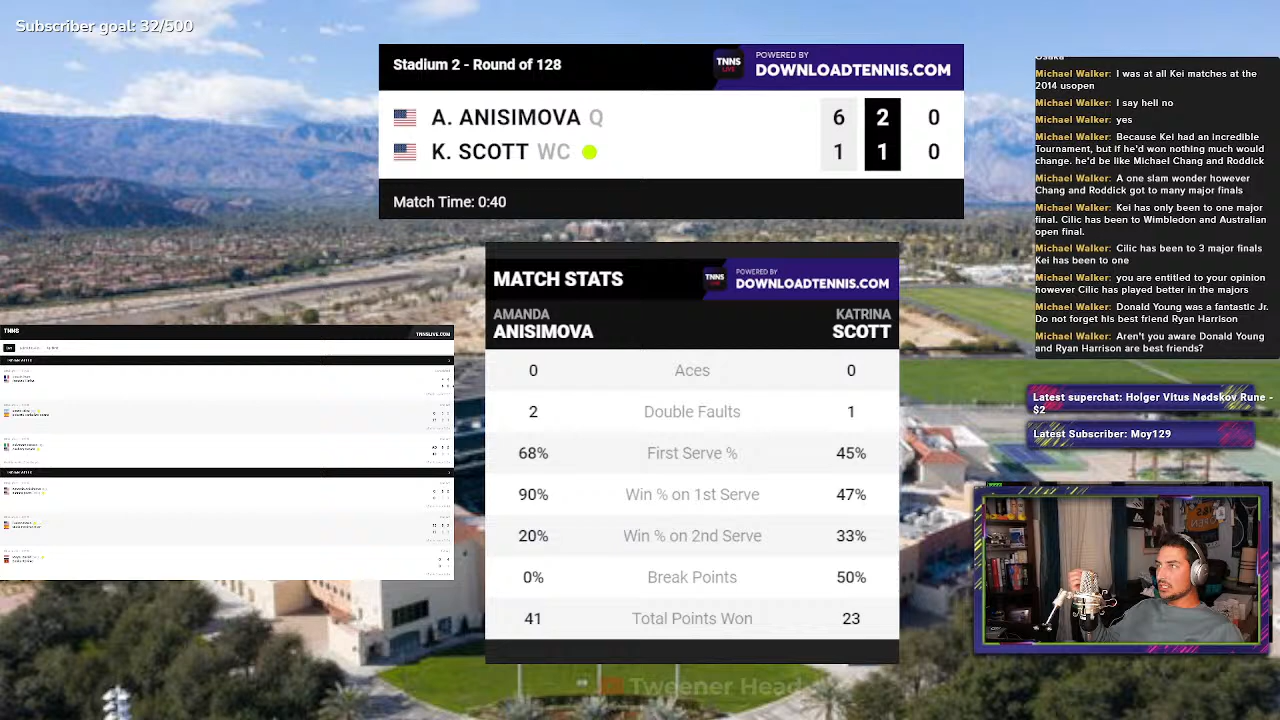 Subscriber goal: 32/500
Stadium 2 - Round of 128
TNNS
LIVE
POWERED BY
DOWNLOADTENNIS.COM
A. ANISIMOVA Q
6 2 0
K. SCOTT WC
1 1 0
Match Time: 0:40
MATCH STATS
TNNS
LIVE
POWERED BY
DOWNLOADTENNIS.COM
AMANDA
ANISIMOVA
KATRINA
SCOTT
0 Aces 0
2 Double Faults 1
68% First Serve % 45%
90% Win % on 1st Serve 47%
20% Win % on 2nd Serve 33%
0% Break Points 50%
41 Total Points Won 23
TNNS
TNNSLIVE.COM
Osaka
Michael Walker: I was at all Kei matches at the
2014 usopen
Michael Walker: I say hell no
Michael Walker: yes
Michael Walker: Because Kei had an incredible
Tournament, but if he'd won nothing much would
change. he'd be like Michael Chang and Roddick
Michael Walker: A one slam wonder however
Chang and Roddick got to many major finals
Michael Walker: Kei has only been to one major
final. Cilic has been to Wimbledon and Australian
open final.
Michael Walker: Cilic has been to 3 major finals
Kei has been to one
Michael Walker: you are entitled to your opinion
however Cilic has played better in the majors
Michael Walker: Donald Young was a fantastic Jr.
Do not forget his best friend Ryan Harrison
Michael Walker: Aren't you aware Donald Young
and Ryan Harrison are best friends?
Latest superchat: Holger Vitus Nødskov Rune -
$2
Latest Subscriber: Moy129
Tweener Head